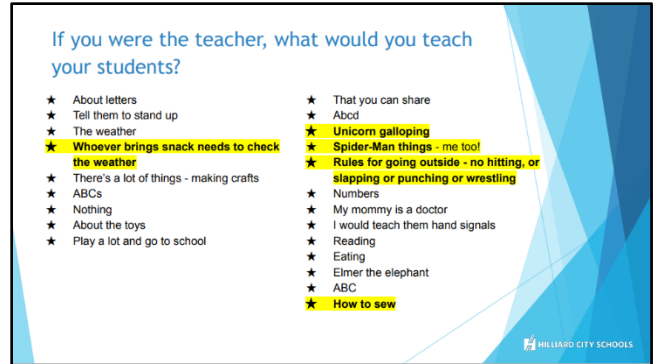 If you were the teacher, what would you teach
your students?
★ About letters
★ Tell them to stand up
★ The weather
★ Whoever brings snack needs to check
the weather
★ There's a lot of things - making crafts
★ ABCs
★ Nothing
★ About the toys
★ Play a lot and go to school
★ That you can share
★ Abcd
★ Unicorn galloping
★ Spider-Man things - me too!
★ Rules for going outside - no hitting, or
slapping or punching or wrestling
★ Numbers
★ My mommy is a doctor
★ I would teach them hand signals
★ Reading
★ Eating
★ Elmer the elephant
★ ABC
★ How to sew
HILLIARD CITY SCHOOLS